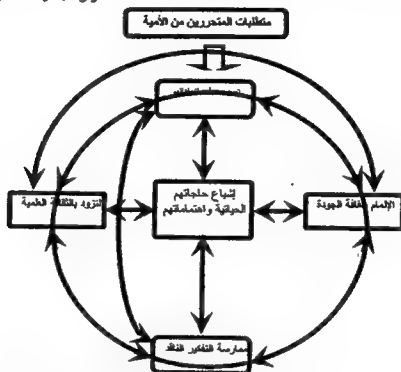 متطلبات المتحررين من الأمية
إشباع حاجاتهم
الحياتية واهتماماتهم
الإلمام بثقافة الجودة
التزود بالثقافة العلمية
ممارسة التفكير الناقد